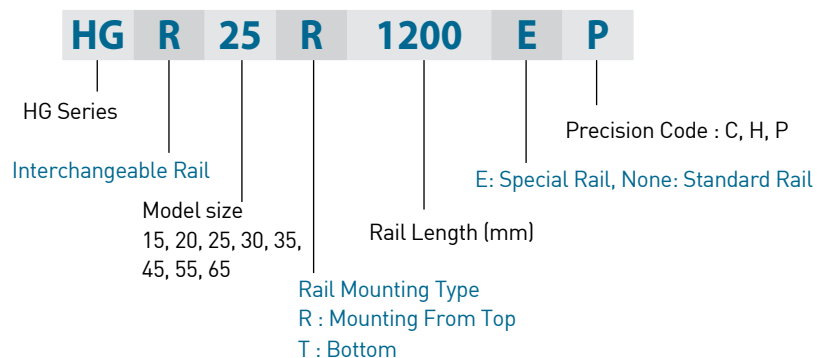 HG R 25 R 1200 E P
HG Series
Precision Code : C, H, P
Interchangeable Rail
E: Special Rail, None: Standard Rail
Model size
15, 20, 25, 30, 35,
45, 55, 65
Rail Length (mm)
Rail Mounting Type
R : Mounting From Top
T : Bottom